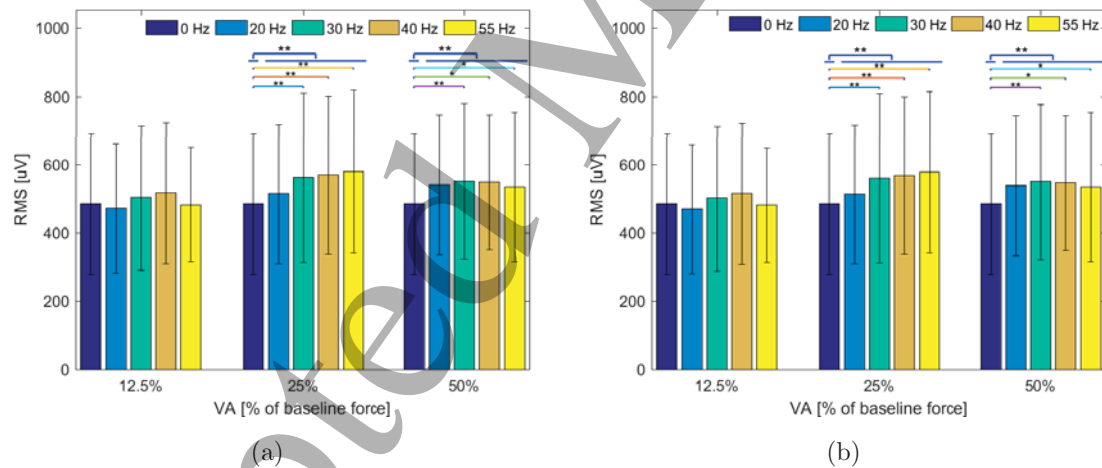 1000
800
600
400
200
0
RMS [uV]
0 Hz 20 Hz 30 Hz 40 Hz 55 Hz
** **
** *
** *
** **
12.5% 25% 50%
VA [% of baseline force]
(a)
1000
800
600
400
200
0
RMS [uV]
0 Hz 20 Hz 30 Hz 40 Hz 55 Hz
** **
** *
** *
** **
12.5% 25% 50%
VA [% of baseline force]
(b)